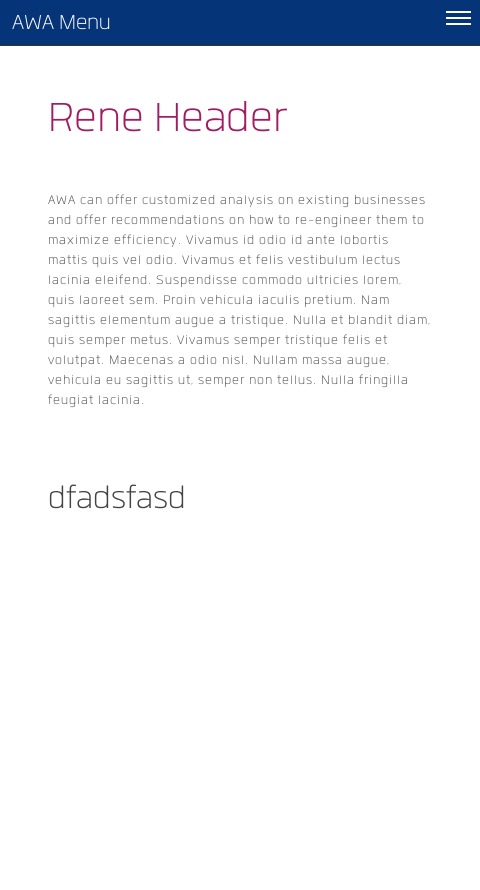 AWA Menu
Rene Header
AWA can offer customized analysis on existing businesses
and offer recommendations on how to re-engineer them to
maximize efficiency. Vivamus id odio id ante lobortis
mattis quis vel odio. Vivamus et felis vestibulum lectus
lacinia eleifend. Suspendisse commodo ultricies lorem,
quis laoreet sem. Proin vehicula iaculis pretium. Nam
sagittis elementum augue a tristique. Nulla et blandit diam,
quis semper metus. Vivamus semper tristique felis et
volutpat. Maecenas a odio nisl. Nullam massa augue,
vehicula eu sagittis ut, semper non tellus. Nulla fringilla
feugiat lacinia.
dfadsfasd